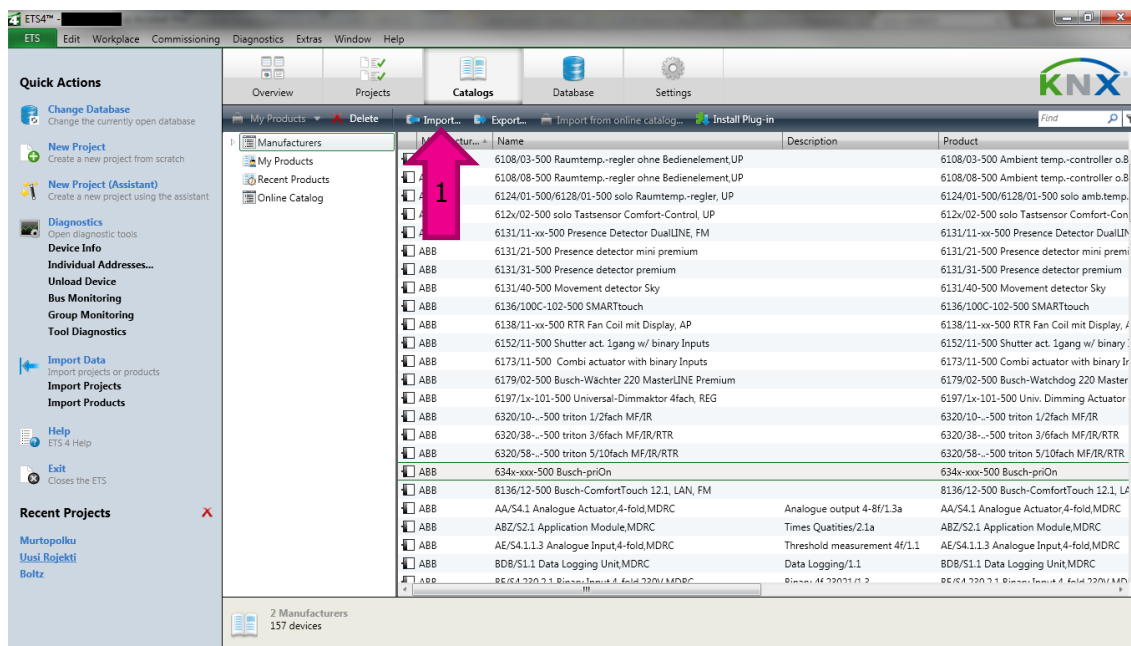 ETS4™ -
ETS Edit Workplace Commissioning Diagnostics Extras Window Help
Quick Actions
Change Database
Change the currently open database
New Project
Create a new project from scratch
New Project (Assistant)
Create a new project using the assistant
Diagnostics
Open diagnostic tools
Device Info
Individual Addresses...
Unload Device
Bus Monitoring
Group Monitoring
Tool Diagnostics
Import Data
Import projects or products
Import Projects
Import Products
Help
ETS 4 Help
Exit
Closes the ETS
Recent Projects
Murtopolku
Uusi Rojekti
Boltz
Overview Projects Catalogs Database Settings
KNX
My Products Delete Import... Export... Import from online catalog... Install Plug-in Find
Manufacturers
My Products
Recent Products
Online Catalog
1
Name Description Product
6108/03-500 Raumtemp.-regler ohne Bedienelement,UP 6108/03-500 Ambient temp.-controller o.B
6108/08-500 Raumtemp.-regler ohne Bedienelement,UP 6108/08-500 Ambient temp.-controller o.B
6124/01-500/6128/01-500 solo Raumtemp.-regler, UP 6124/01-500/6128/01-500 solo amb.temp.
612x/02-500 solo Tastsensor Comfort-Control, UP 612x/02-500 solo Tastsensor Comfort-Con
6131/11-xx-500 Presence Detector DualLINE, FM 6131/11-xx-500 Presence Detector DualLIN
ABB 6131/21-500 Presence detector mini premium 6131/21-500 Presence detector mini premi
ABB 6131/31-500 Presence detector premium 6131/31-500 Presence detector premium
ABB 6131/40-500 Movement detector Sky 6131/40-500 Movement detector Sky
ABB 6136/100C-102-500 SMARTtouch 6136/100C-102-500 SMARTtouch
ABB 6138/11-xx-500 RTR Fan Coil mit Display, AP 6138/11-xx-500 RTR Fan Coil mit Display, A
ABB 6152/11-500 Shutter act. 1gang w/ binary Inputs 6152/11-500 Shutter act. 1gang w/ binary
ABB 6173/11-500 Combi actuator with binary Inputs 6173/11-500 Combi actuator with binary Ir
ABB 6179/02-500 Busch-Wächter 220 MasterLINE Premium 6179/02-500 Busch-Watchdog 220 Master
ABB 6197/1x-101-500 Universal-Dimmaktor 4fach, REG 6197/1x-101-500 Univ. Dimming Actuator
ABB 6320/10-..-500 triton 1/2fach MF/IR 6320/10-..-500 triton 1/2fach MF/IR
ABB 6320/38-..-500 triton 3/6fach MF/IR/RTR 6320/38-..-500 triton 3/6fach MF/IR/RTR
ABB 6320/58-..-500 triton 5/10fach MF/IR/RTR 6320/58-..-500 triton 5/10fach MF/IR/RTR
ABB 634x-xxx-500 Busch-priOn 634x-xxx-500 Busch-priOn
ABB 8136/12-500 Busch-ComfortTouch 12.1, LAN, FM 8136/12-500 Busch-ComfortTouch 12.1, LA
ABB AA/S4.1 Analogue Actuator,4-fold,MDRC Analogue output 4-8f/1.3a AA/S4.1 Analogue Actuator,4-fold,MDRC
ABB ABZ/S2.1 Application Module,MDRC Times Quatities/2.1a ABZ/S2.1 Application Module,MDRC
ABB AE/S4.1.1.3 Analogue Input,4-fold,MDRC Threshold measurement 4f/1.1 AE/S4.1.1.3 Analogue Input,4-fold,MDRC
ABB BDB/S1.1 Data Logging Unit,MDRC Data Logging/1.1 BDB/S1.1 Data Logging Unit,MDRC
2 Manufacturers
157 devices